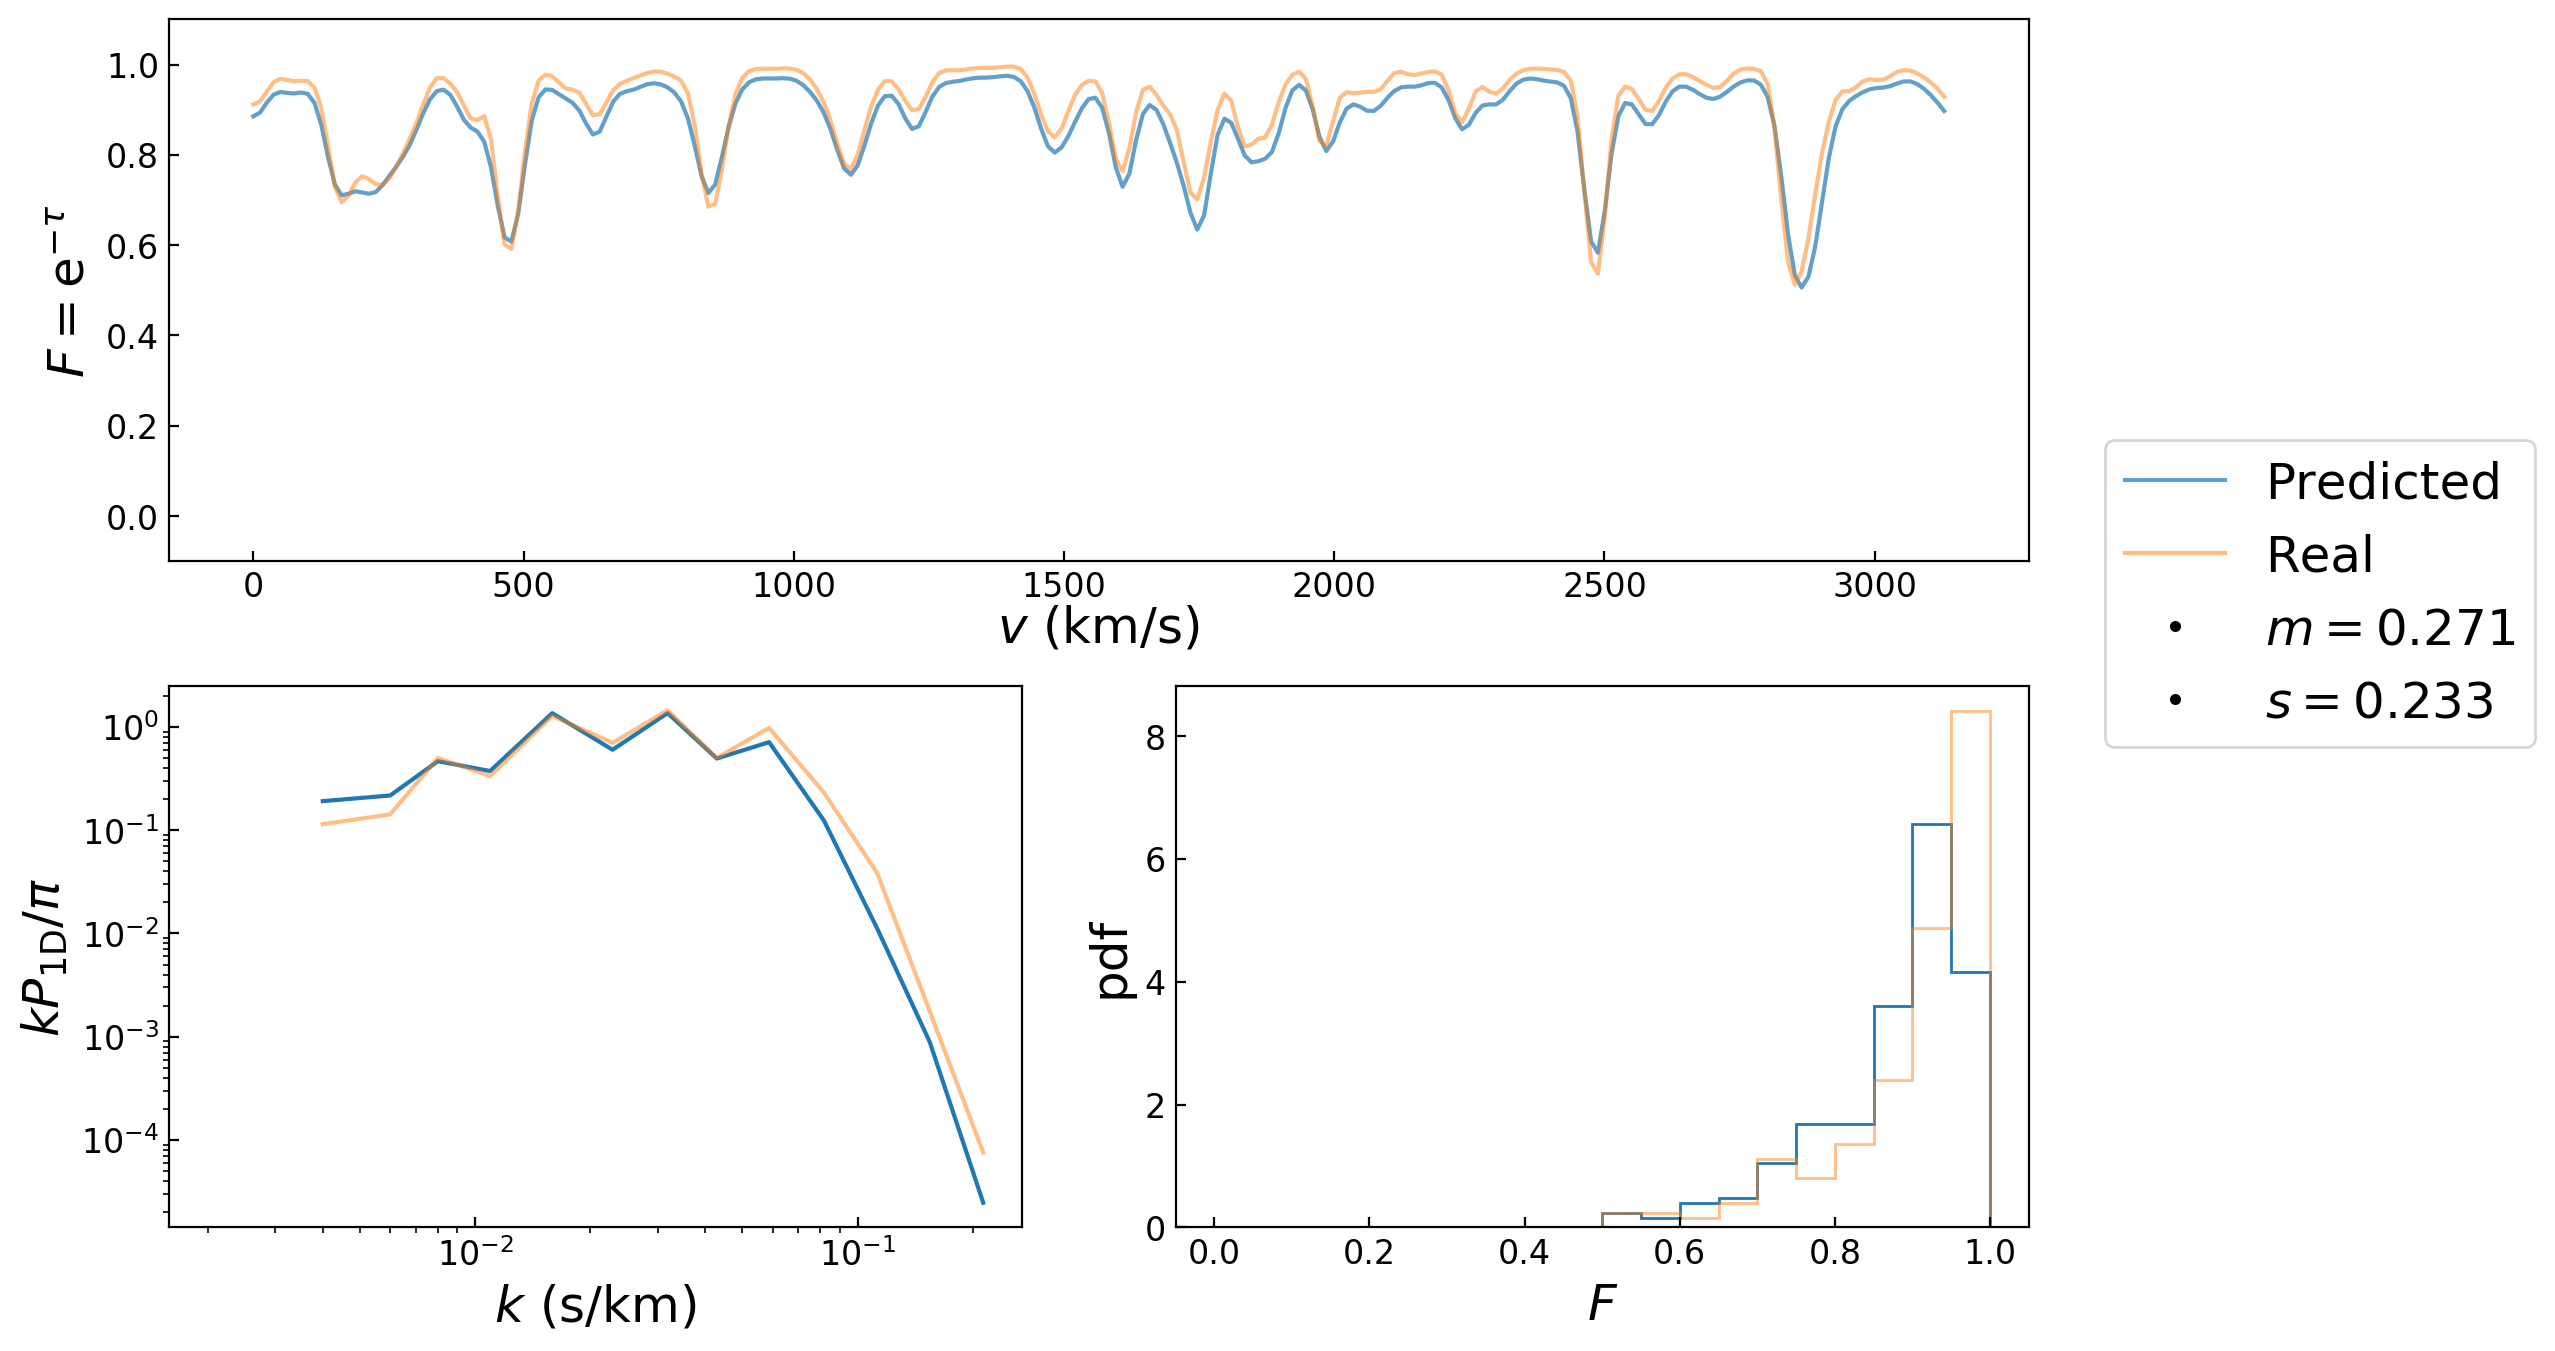 1.0
0.8
0.6
0.4
0.2
0.0
F = e^{−τ}
0 500 1000 1500 2000 2500 3000
v (km/s)
Predicted
Real
m = 0.271
s = 0.233
10^0
10^{−1}
10^{−2}
10^{−3}
10^{−4}
kP_{1D}/π
10^{−2} 10^{−1}
k (s/km)
8
6
4
2
0
pdf
0.0 0.2 0.4 0.6 0.8 1.0
F